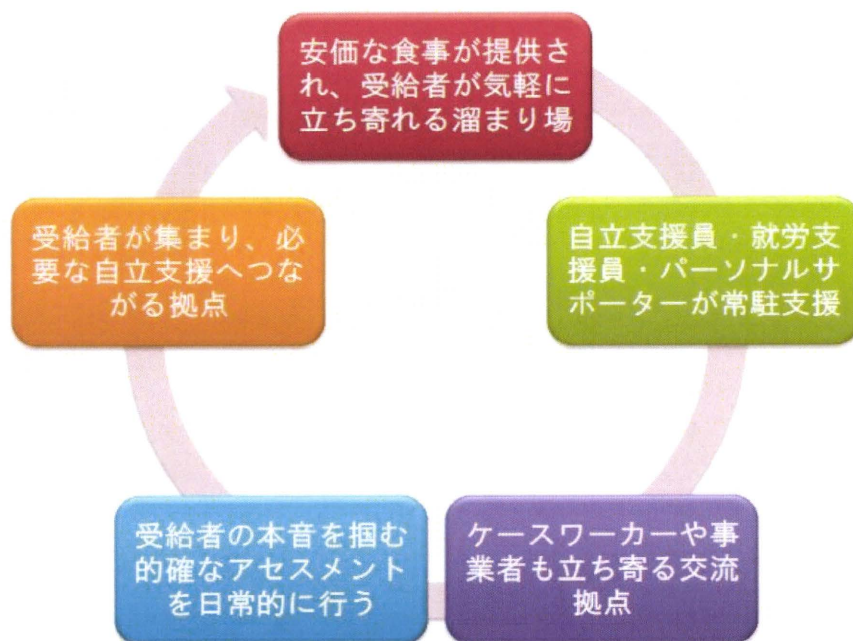 安価な食事が提供さ
れ、受給者が気軽に
立ち寄れる溜まり場
自立支援員・就労支
援員・パーソナルサ
ポーターが常駐支援
ケースワーカーや事
業者も立ち寄る交流
拠点
受給者の本音を掴む
的確なアセスメント
を日常的に行う
受給者が集まり、必
要な自立支援へつな
がる拠点